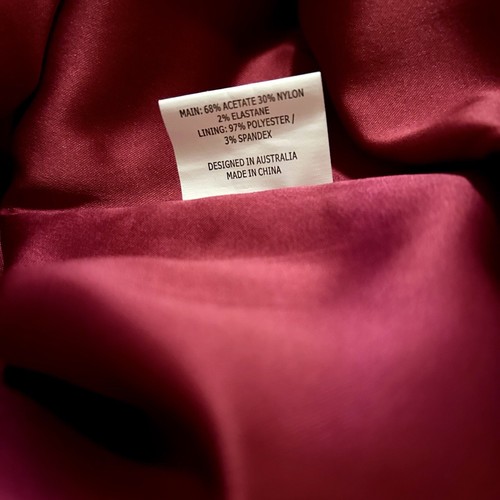 MAIN: 68% ACETATE 30% NYLON
2% ELASTANE
LINING: 97% POLYESTER /
3% SPANDEX
DESIGNED IN AUSTRALIA
MADE IN CHINA